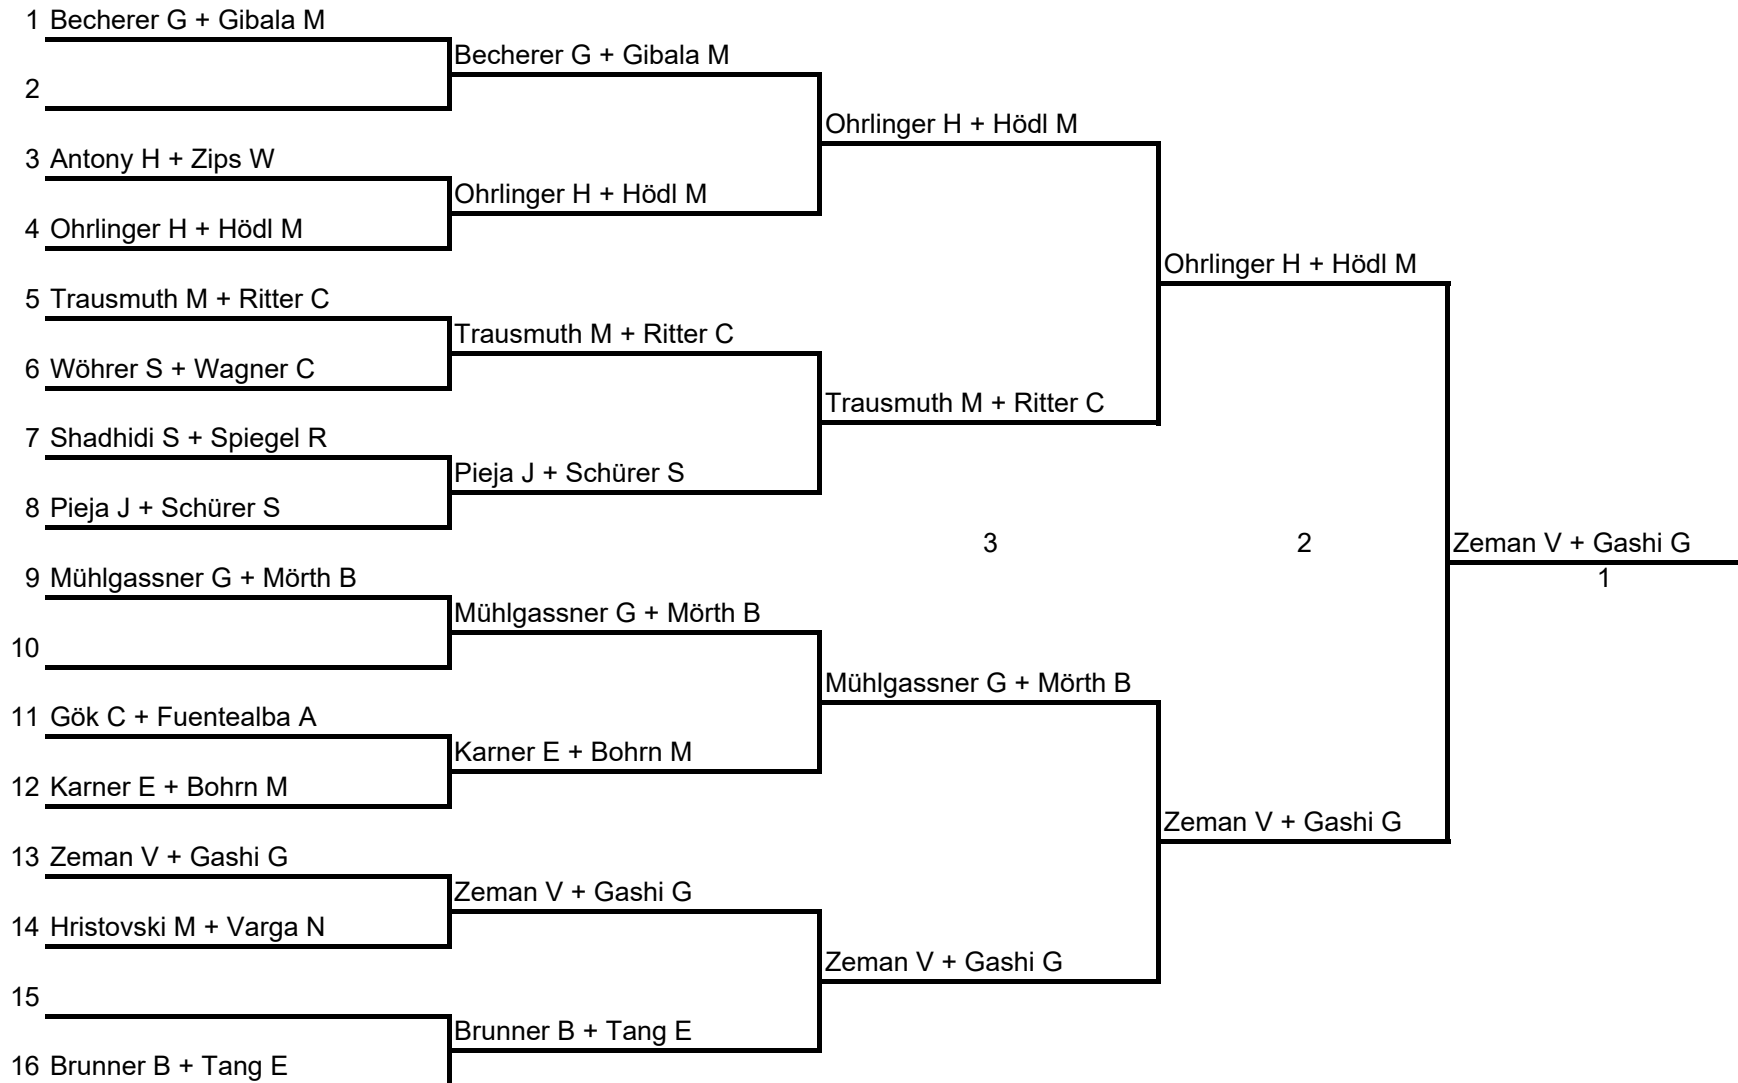 1 Becherer G + Gibala M
Becherer G + Gibala M
2
Ohrlinger H + Hödl M
3 Antony H + Zips W
Ohrlinger H + Hödl M
4 Ohrlinger H + Hödl M
Ohrlinger H + Hödl M
5 Trausmuth M + Ritter C
Trausmuth M + Ritter C
6 Wöhrer S + Wagner C
Trausmuth M + Ritter C
7 Shadhidi S + Spiegel R
Pieja J + Schürer S
8 Pieja J + Schürer S
3 2 Zeman V + Gashi G
9 Mühlgassner G + Mörth B
1
Mühlgassner G + Mörth B
10
Mühlgassner G + Mörth B
11 Gök C + Fuentealba A
Karner E + Bohrn M
12 Karner E + Bohrn M
Zeman V + Gashi G
13 Zeman V + Gashi G
Zeman V + Gashi G
14 Hristovski M + Varga N
Zeman V + Gashi G
15
Brunner B + Tang E
16 Brunner B + Tang E